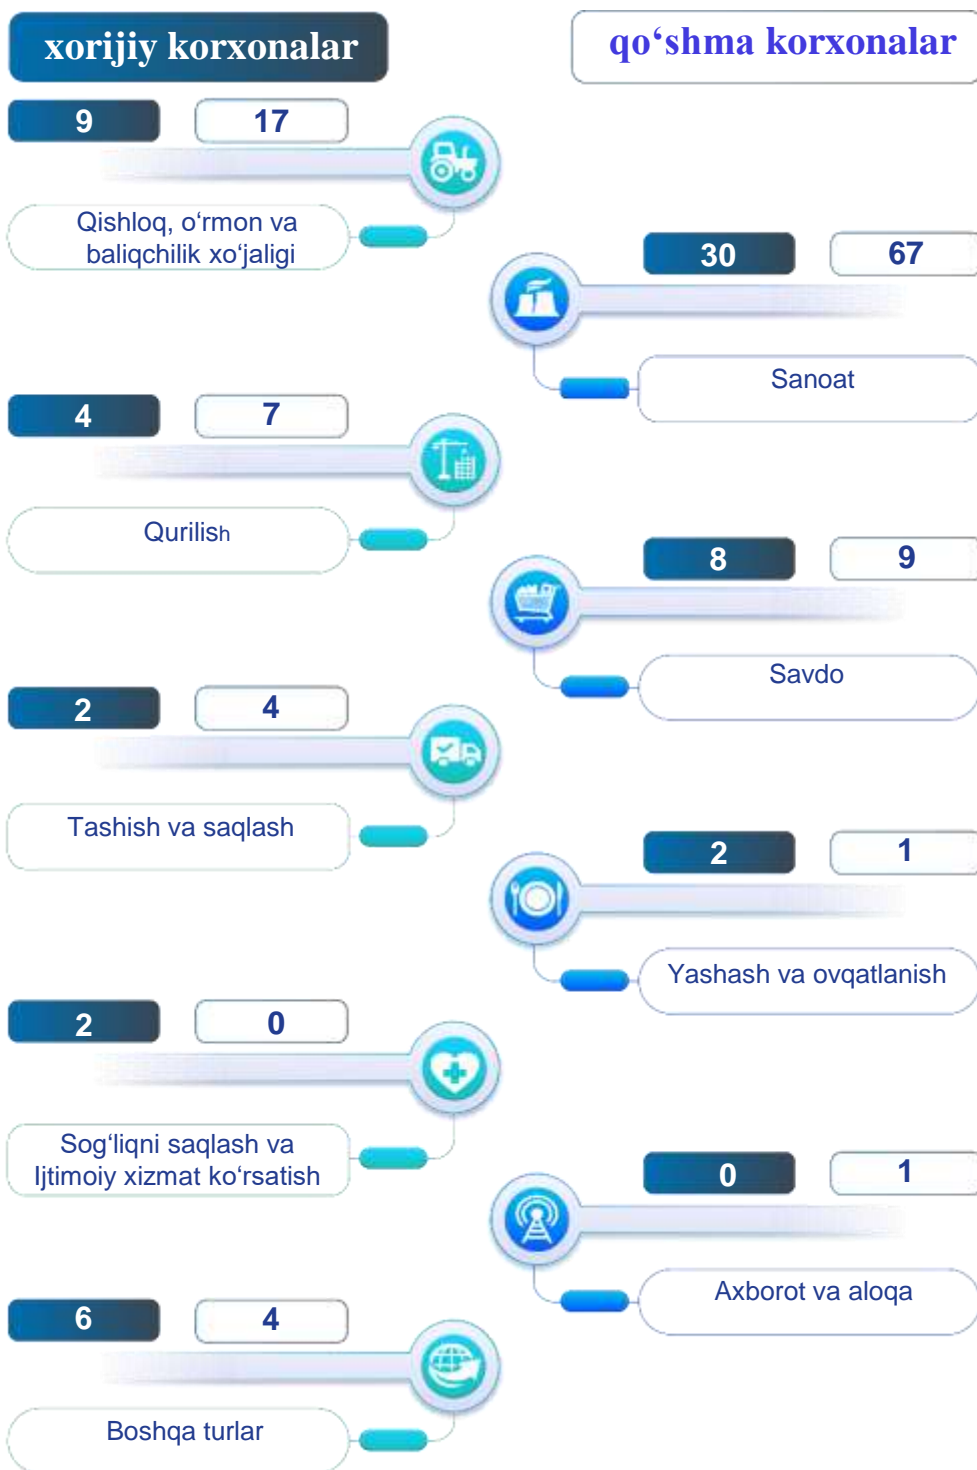 xorijiy korxonalar
qo‘shma korxonalar
9
17
Qishloq, o‘rmon va
baliqchilik xo‘jaligi
30
67
Sanoat
4
7
Qurilish
8
9
Savdo
2
4
Tashish va saqlash
2
1
Yashash va ovqatlanish
2
0
Sog‘liqni saqlash va
Ijtimoiy xizmat ko‘rsatish
0
1
Axborot va aloqa
6
4
Boshqa turlar